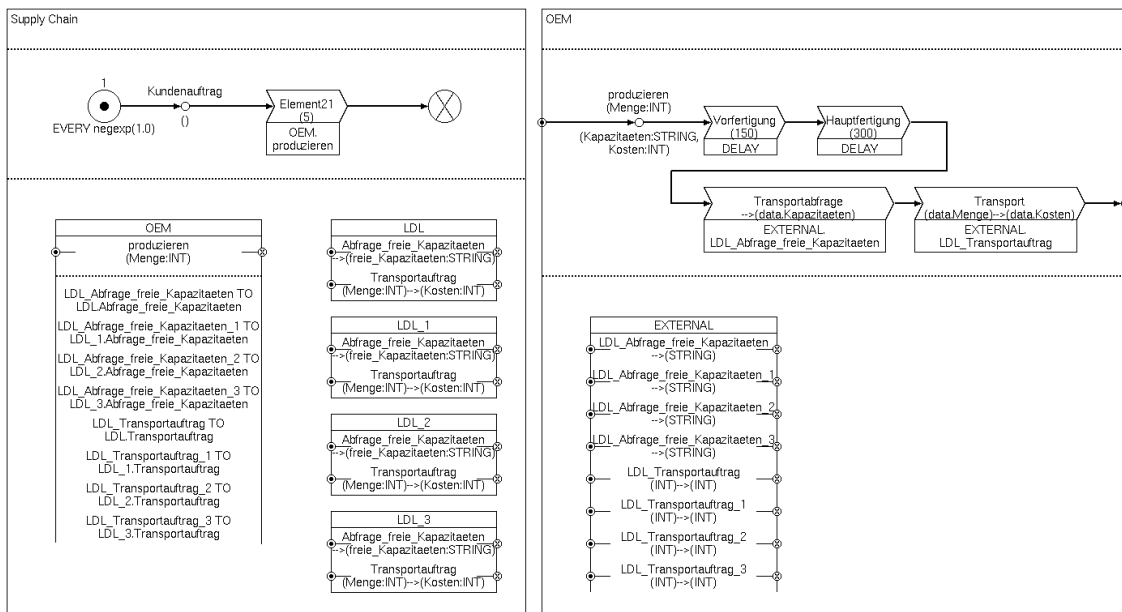 Supply Chain
1
Kundenauftrag
()
EVERY negexp(1.0)
Element21
(5)
OEM.
produzieren
OEM
produzieren
(Menge:INT)
LDL_Abfrage_freie_Kapazitaeten TO
LDL.Abfrage_freie_Kapazitaeten
LDL_Abfrage_freie_Kapazitaeten_1 TO
LDL_1.Abfrage_freie_Kapazitaeten
LDL_Abfrage_freie_Kapazitaeten_2 TO
LDL_2.Abfrage_freie_Kapazitaeten
LDL_Abfrage_freie_Kapazitaeten_3 TO
LDL_3.Abfrage_freie_Kapazitaeten
LDL_Transportauftrag TO
LDL.Transportauftrag
LDL_Transportauftrag_1 TO
LDL_1.Transportauftrag
LDL_Transportauftrag_2 TO
LDL_2.Transportauftrag
LDL_Transportauftrag_3 TO
LDL_3.Transportauftrag
LDL
Abfrage_freie_Kapazitaeten
-->(freie_Kapazitaeten:STRING)
Transportauftrag
(Menge:INT)-->(Kosten:INT)
LDL_1
Abfrage_freie_Kapazitaeten
-->(freie_Kapazitaeten:STRING)
Transportauftrag
(Menge:INT)-->(Kosten:INT)
LDL_2
Abfrage_freie_Kapazitaeten
-->(freie_Kapazitaeten:STRING)
Transportauftrag
(Menge:INT)-->(Kosten:INT)
LDL_3
Abfrage_freie_Kapazitaeten
-->(freie_Kapazitaeten:STRING)
Transportauftrag
(Menge:INT)-->(Kosten:INT)
OEM
produzieren
(Menge:INT)
(Kapazitaeten:STRING,
Kosten:INT)
Vorfertigung
(150)
DELAY
Hauptfertigung
(300)
DELAY
Transportabfrage
-->(data.Kapazitaeten)
EXTERNAL.
LDL_Abfrage_freie_Kapazitaeten
Transport
(data.Menge)-->(data.Kosten)
EXTERNAL.
LDL_Transportauftrag
EXTERNAL
LDL_Abfrage_freie_Kapazitaeten
-->(STRING)
LDL_Abfrage_freie_Kapazitaeten_1
-->(STRING)
LDL_Abfrage_freie_Kapazitaeten_2
-->(STRING)
LDL_Abfrage_freie_Kapazitaeten_3
-->(STRING)
LDL_Transportauftrag
(INT)-->(INT)
LDL_Transportauftrag_1
(INT)-->(INT)
LDL_Transportauftrag_2
(INT)-->(INT)
LDL_Transportauftrag_3
(INT)-->(INT)